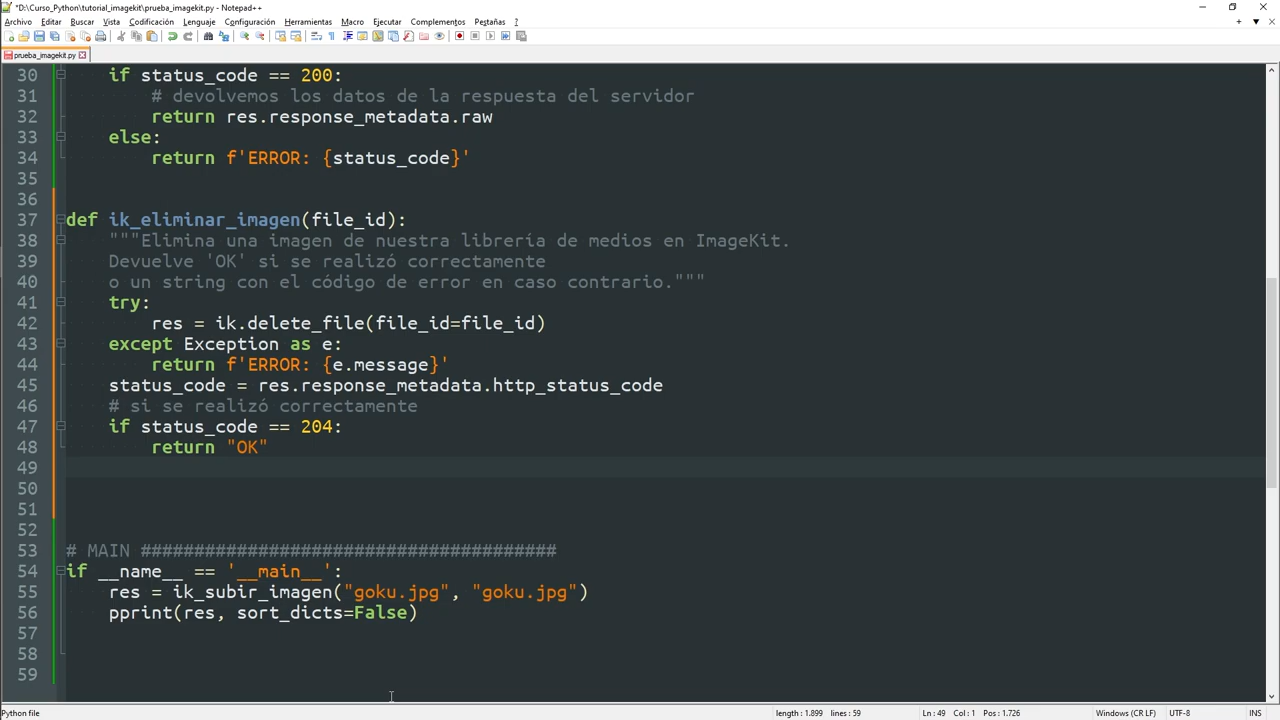 *D:\Curso_Python\tutorial_imagekit\prueba_imagekit.py - Notepad++
Archivo Editar Buscar Vista Codificación Lenguaje Configuración Herramientas Macro Ejecutar Complementos Pestañas ?
prueba_imagekit.py
30 if status_code == 200:
31 # devolvemos los datos de la respuesta del servidor
32 return res.response_metadata.raw
33 else:
34 return f'ERROR: {status_code}'
35
36
37 def ik_eliminar_imagen(file_id):
38 """Elimina una imagen de nuestra librería de medios en ImageKit.
39 Devuelve 'OK' si se realizó correctamente
40 o un string con el código de error en caso contrario."""
41 try:
42 res = ik.delete_file(file_id=file_id)
43 except Exception as e:
44 return f'ERROR: {e.message}'
45 status_code = res.response_metadata.http_status_code
46 # si se realizó correctamente
47 if status_code == 204:
48 return "OK"
49
50
51
52
53 # MAIN #######################################
54 if __name__ == '__main__':
55 res = ik_subir_imagen("goku.jpg", "goku.jpg")
56 pprint(res, sort_dicts=False)
57
58
59
Python file length : 1.899 lines : 59 Ln : 49 Col : 1 Pos : 1.726 Windows (CR LF) UTF-8 INS